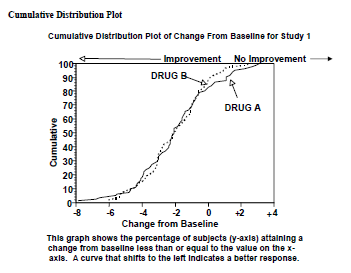 Cumulative Distribution Plot
Cumulative Distribution Plot of Change From Baseline for Study 1
Improvement No Improvement
100
90
80
70
60
50
40
30
20
10
0
Cumulative
DRUG B
DRUG A
-8 -6 -4 -2 0 +2 +4
Change from Baseline
This graph shows the percentage of subjects (y-axis) attaining a
change from baseline less than or equal to the value on the x-
axis. A curve that shifts to the left indicates a better response.